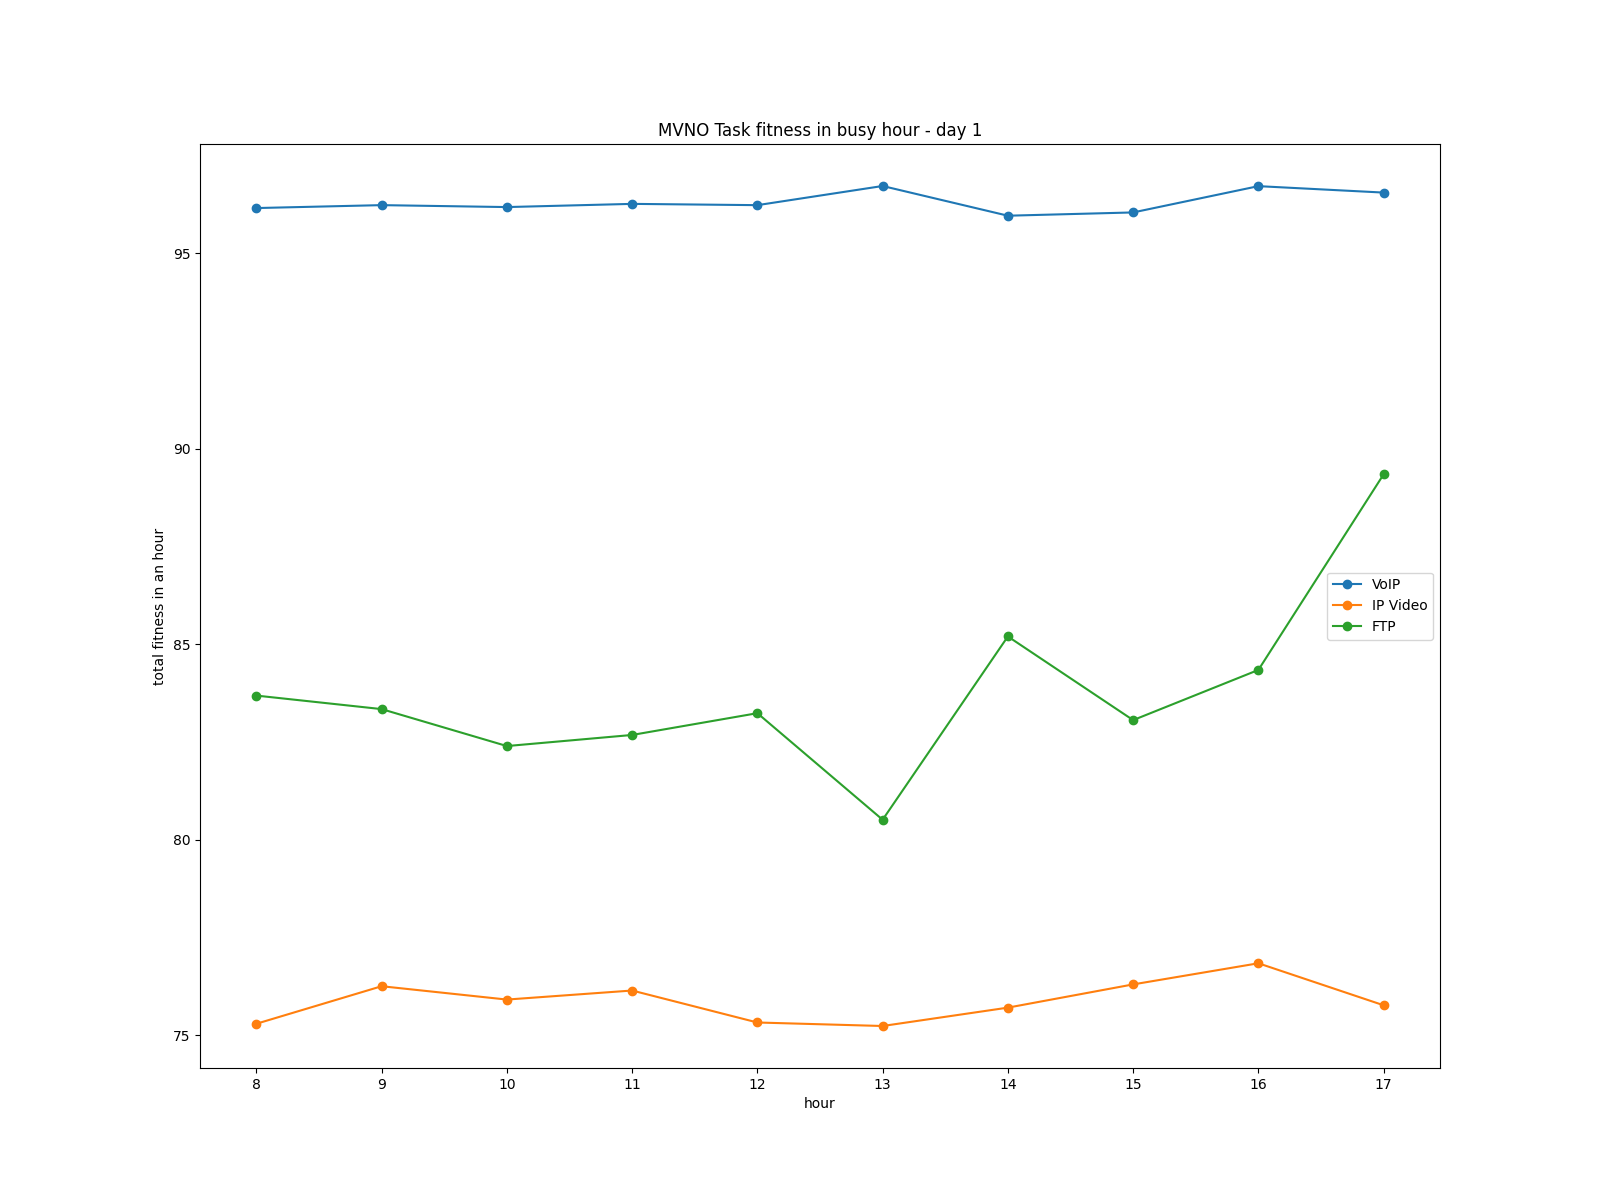 MVNO Task fitness in busy hour - day 1
total fitness in an hour
95
90
85
80
75
VoIP
IP Video
FTP
8 9 10 11 12 13 14 15 16 17
hour